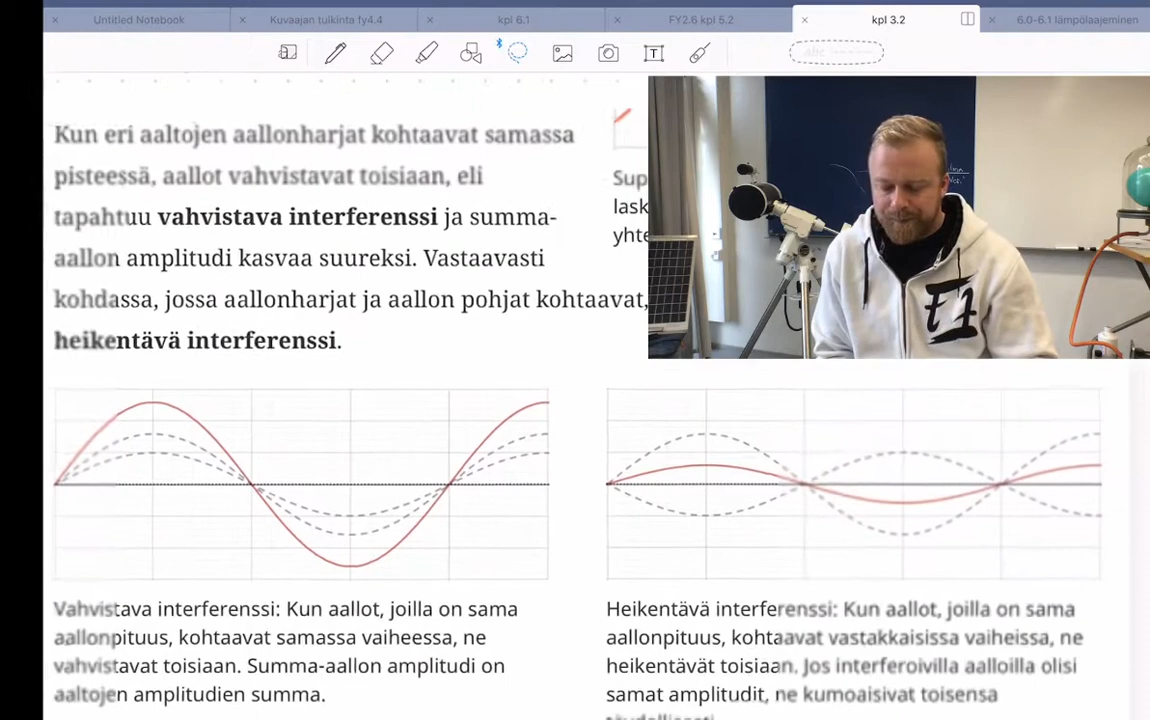 Untitled Notebook
Kuvaajan tulkinta fy4.4
kpl 6.1
FY2.6 kpl 5.2
kpl 3.2
6.0-6.1 lämpölaajeminen
T
Kun eri aaltojen aallonharjat kohtaavat samassa
pisteessä, aallot vahvistavat toisiaan, eli
tapahtuu vahvistava interferenssi ja summa-
aallon amplitudi kasvaa suureksi. Vastaavasti
kohdassa, jossa aallonharjat ja aallon pohjat kohtaavat,
heikentävä interferenssi.
Sup
lask
yhte
Vahvistava interferenssi: Kun aallot, joilla on sama
aallonpituus, kohtaavat samassa vaiheessa, ne
vahvistavat toisiaan. Summa-aallon amplitudi on
aaltojen amplitudien summa.
Heikentävä interferenssi: Kun aallot, joilla on sama
aallonpituus, kohtaavat vastakkaisissa vaiheissa, ne
heikentävät toisiaan. Jos interferoivilla aalloilla olisi
samat amplitudit, ne kumoaisivat toisensa